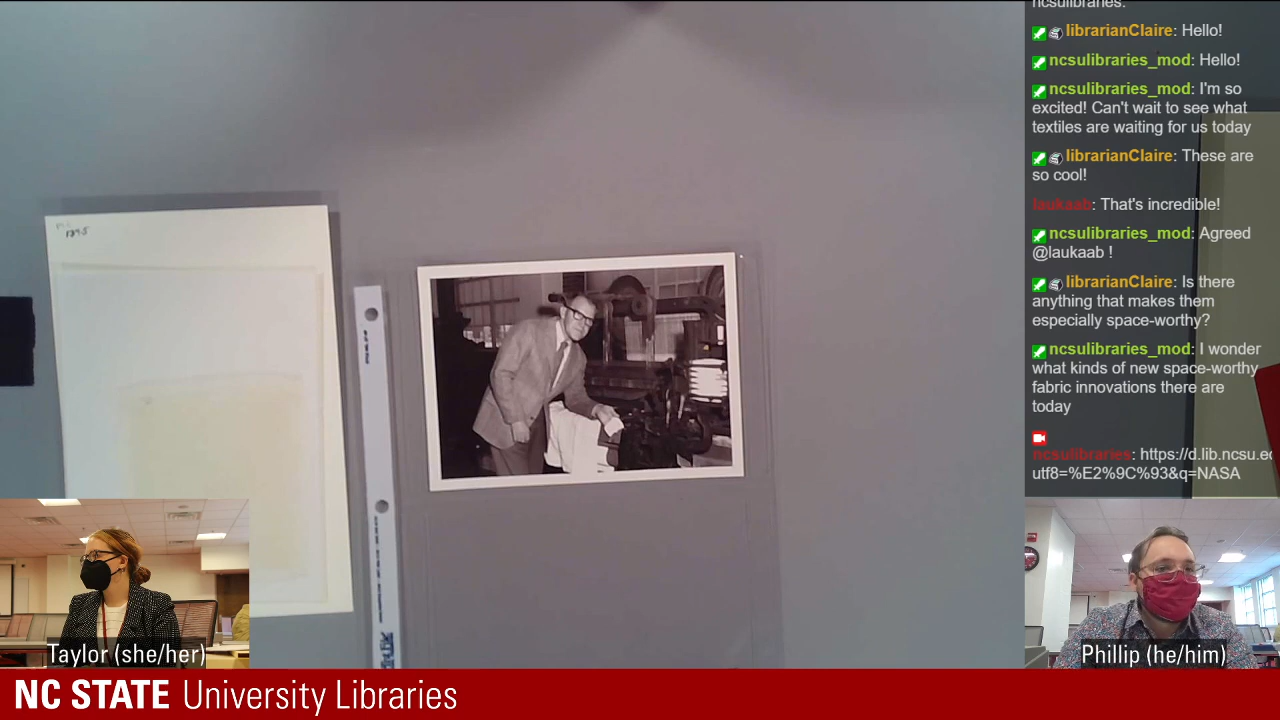 ncsulibraries.
librarianClaire: Hello!
ncsulibraries_mod: Hello!
ncsulibraries_mod: I'm so
excited! Can't wait to see what
textiles are waiting for us today
librarianClaire: These are
so cool!
laukaab: That's incredible!
ncsulibraries_mod: Agreed
@laukaab !
librarianClaire: Is there
anything that makes them
especially space-worthy?
ncsulibraries_mod: I wonder
what kinds of new space-worthy
fabric innovations there are
today
ncsulibraries: https://d.lib.ncsu.ec
utf8=%E2%9C%93&q=NASA
Taylor (she/her)
Phillip (he/him)
NC STATE University Libraries